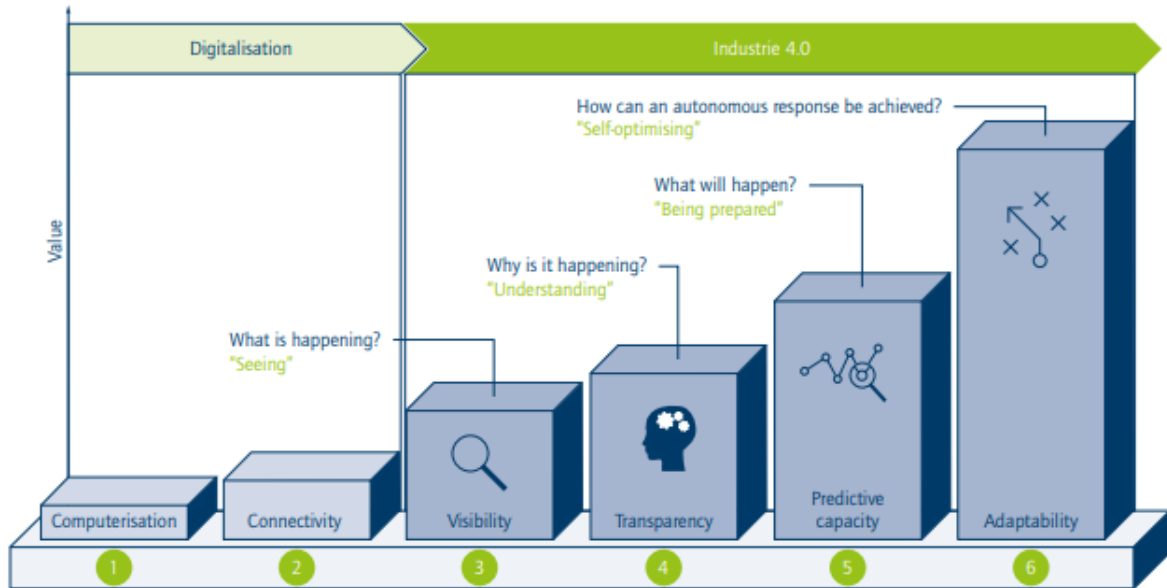 Digitalisation
Industrie 4.0
How can an autonomous response be achieved?
"Self-optimising"
What will happen?
"Being prepared"
Why is it happening?
"Understanding"
What is happening?
"Seeing"
Value
Computerisation
Connectivity
Visibility
Transparency
Predictive
capacity
Adaptability
1
2
3
4
5
6